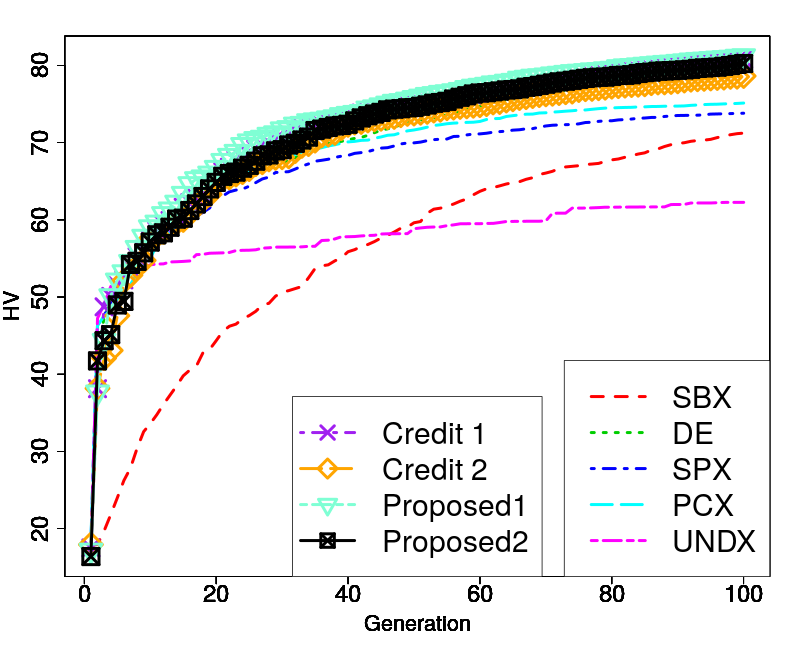 80
70
60
50
40
30
20
HV
Credit 1
Credit 2
Proposed1
Proposed2
SBX
DE
SPX
PCX
UNDX
0 20 40 60 80 100
Generation